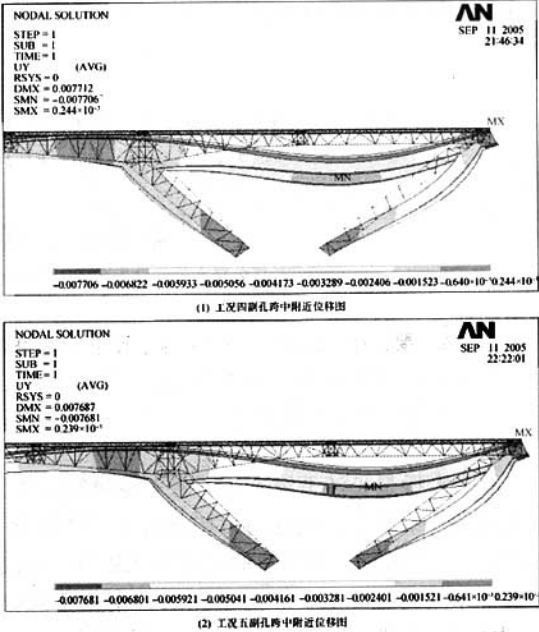 NODAL SOLUTION
STEP=1
SUB =1
TIME=1
UY (AVG)
RSYS=0
DMX=0.007712
SMN=-0.007706
SMX=0.244×10⁻³
AN
SEP 11 2005
21:46:34
MX
MN
-0.007706 -0.006822 -0.005933 -0.005056 -0.004173 -0.003289 -0.002406 -0.001523 -0.640×10⁻³ 0.244×10⁻³
(1) 工况四副孔跨中附近位移图
NODAL SOLUTION
STEP=1
SUB =1
TIME=1
UY (AVG)
RSYS=0
DMX=0.007687
SMN=-0.007681
SMX=0.239×10⁻³
AN
SEP 11 2005
22:22:01
MX
MN
-0.007681 -0.006801 -0.005921 -0.005041 -0.004161 -0.003281 -0.002401 -0.001521 -0.641×10⁻³ 0.239×10⁻³
(2) 工况五副孔跨中附近位移图